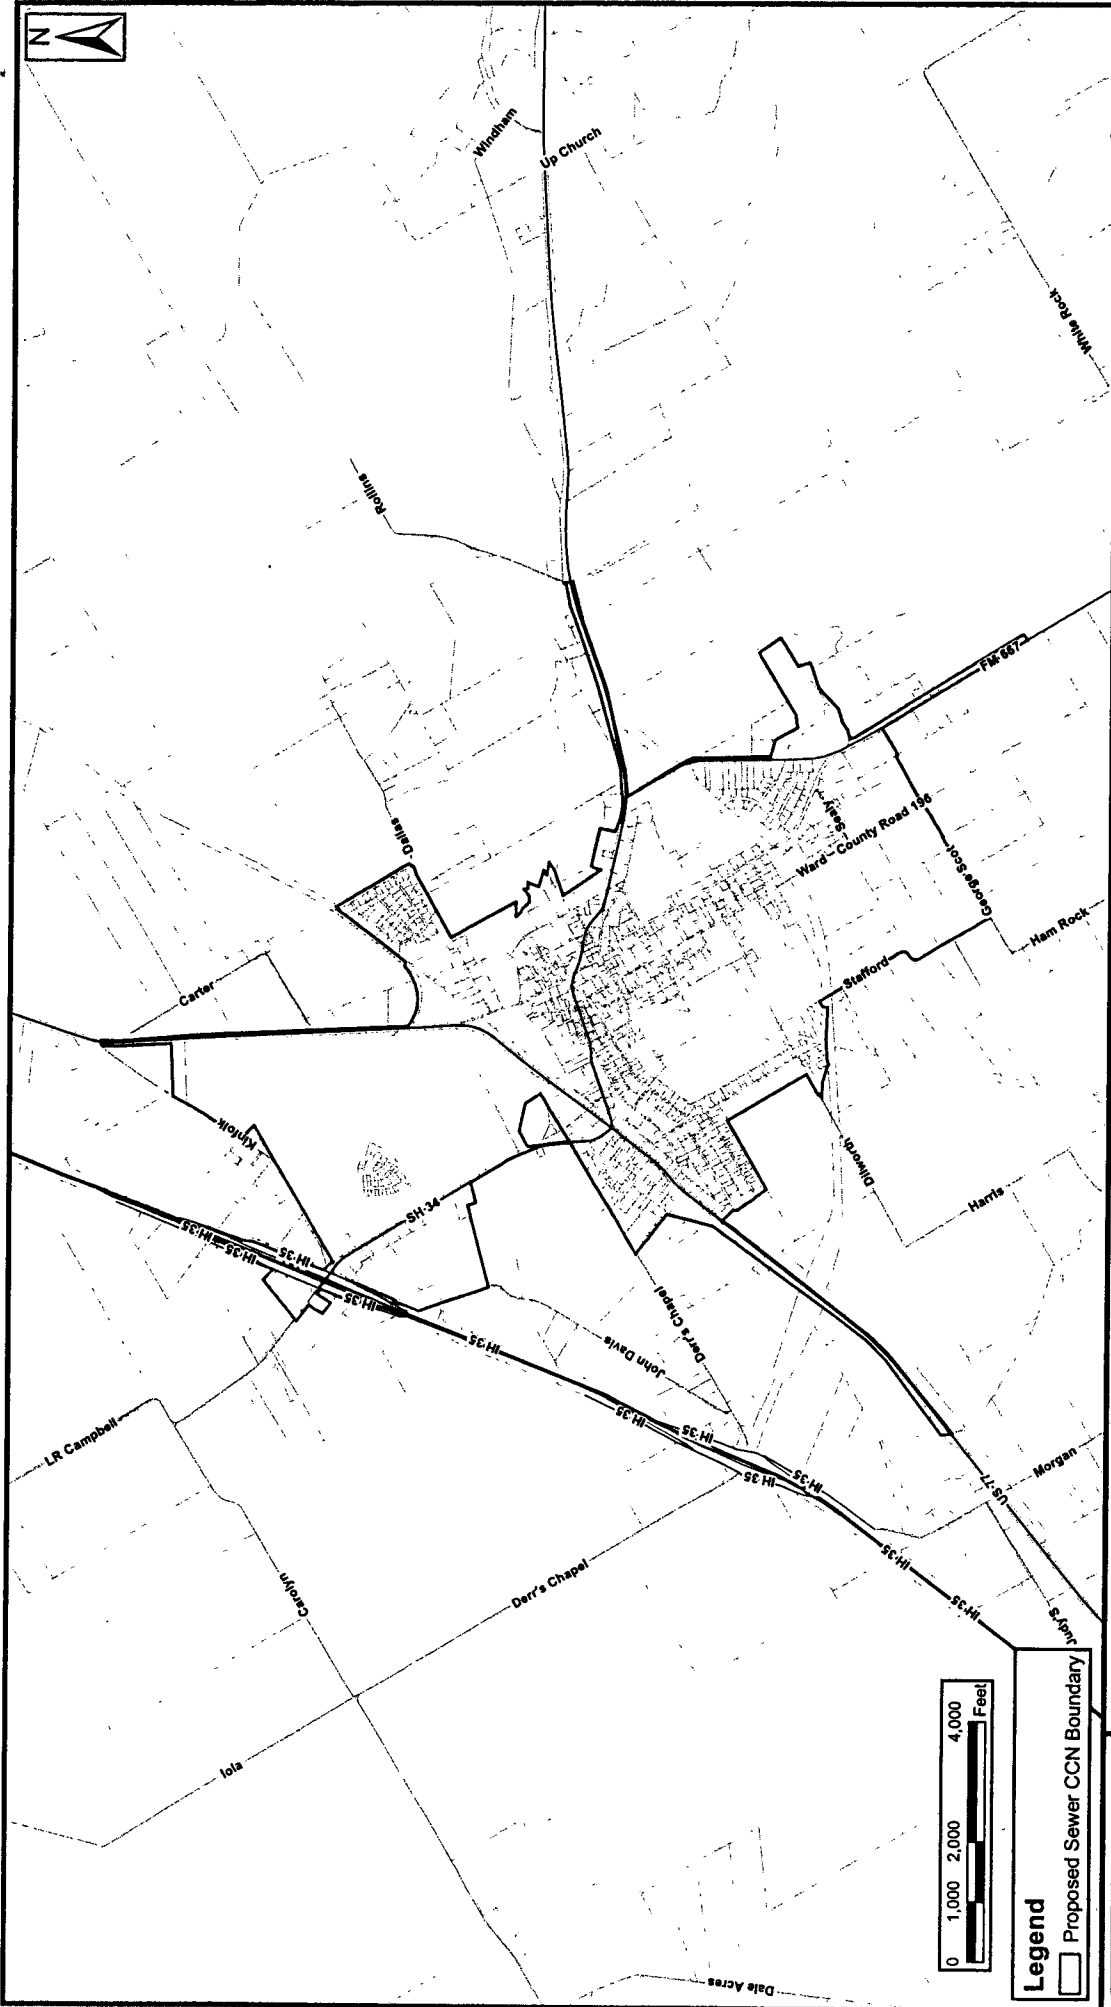 N
Windham
Up Church
White Rock
Rollins
Dallas
Carter
Kinfolk
SH-34
IH-35
IH-35
IH-35
IH-35
IH-35
IH-35
IH-35
IH-35
IH-35
IH-35
IH-35
LR Campbell
Carolyn
Iola
Derr's Chapel
Derr's Chapel
John Davis
FM-667
Sealy
Ward - County Road 196
George Scot
Ham Rock
Stafford
Dilworth
Harris
Morgan
US-77
Judy's
Dale Acres
0 1,000 2,000 4,000
Feet
Legend
Proposed Sewer CCN Boundary